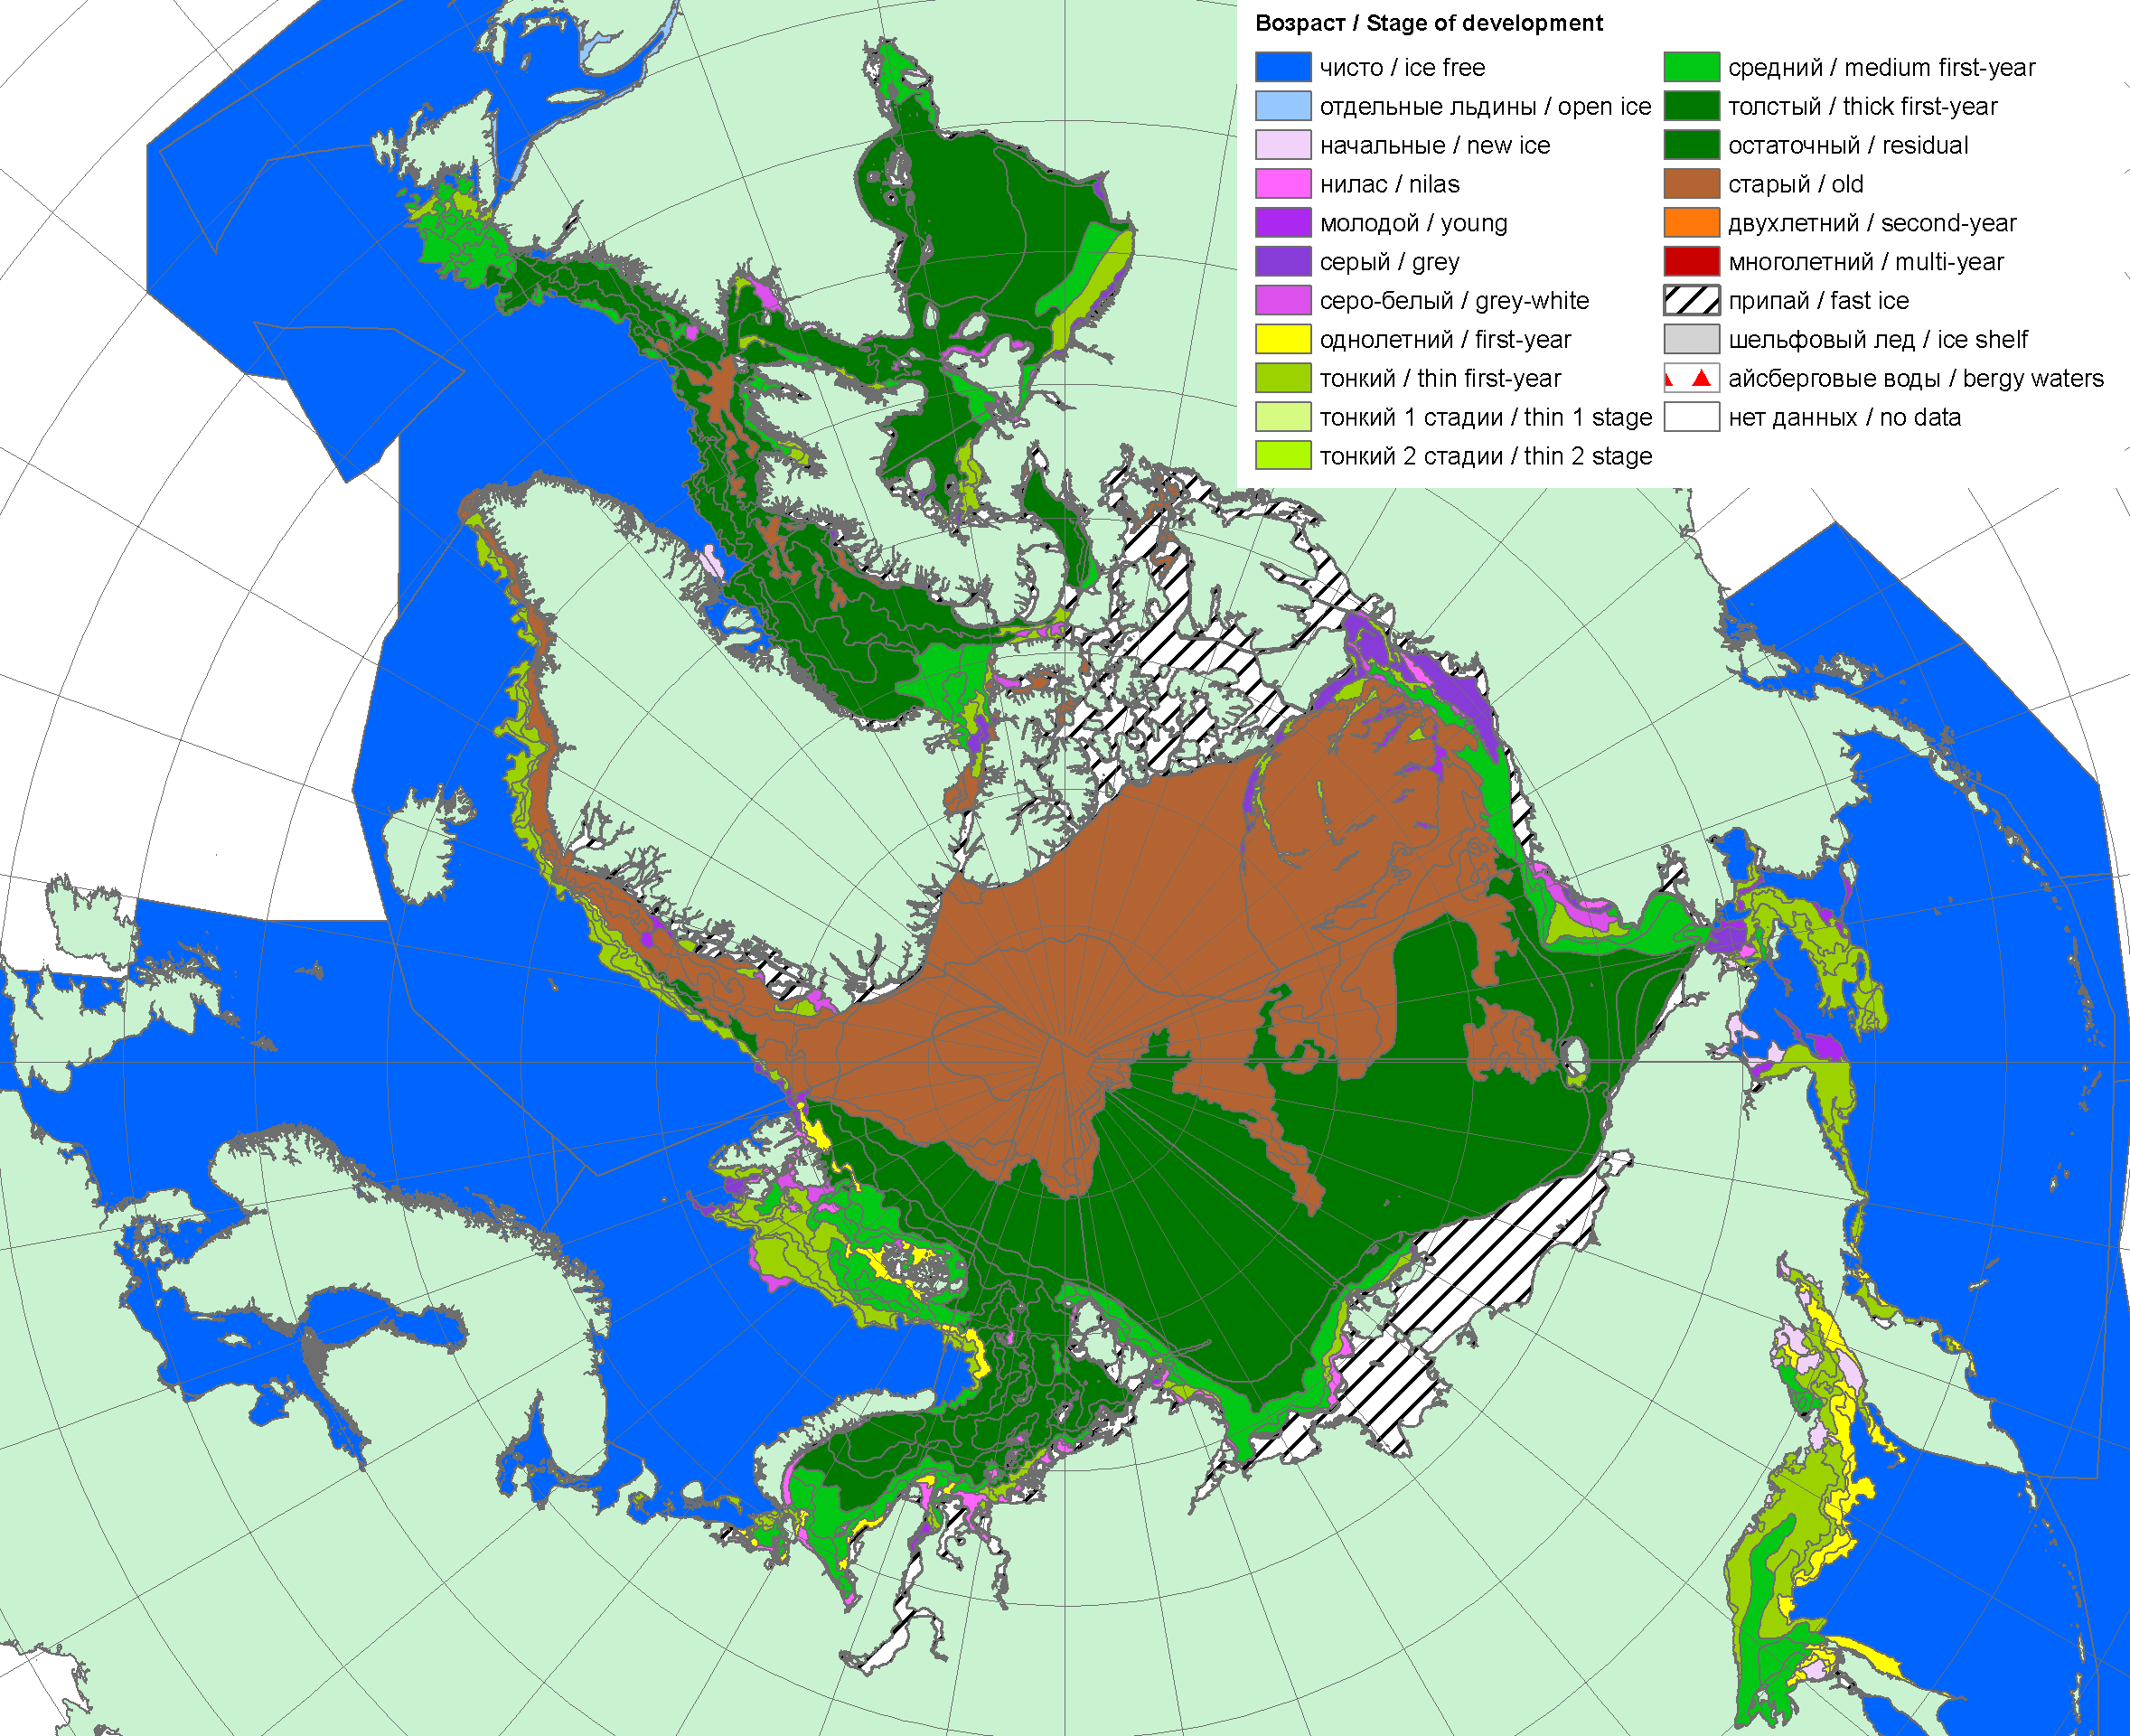 Возраст / Stage of development
чисто / ice free
отдельные льдины / open ice
начальные / new ice
нилас / nilas
молодой / young
серый / grey
серо-белый / grey-white
однолетний / first-year
тонкий / thin first-year
тонкий 1 стадии / thin 1 stage
тонкий 2 стадии / thin 2 stage
средний / medium first-year
толстый / thick first-year
остаточный / residual
старый / old
двухлетний / second-year
многолетний / multi-year
припай / fast ice
шельфовый лед / ice shelf
айсберговые воды / bergy waters
нет данных / no data